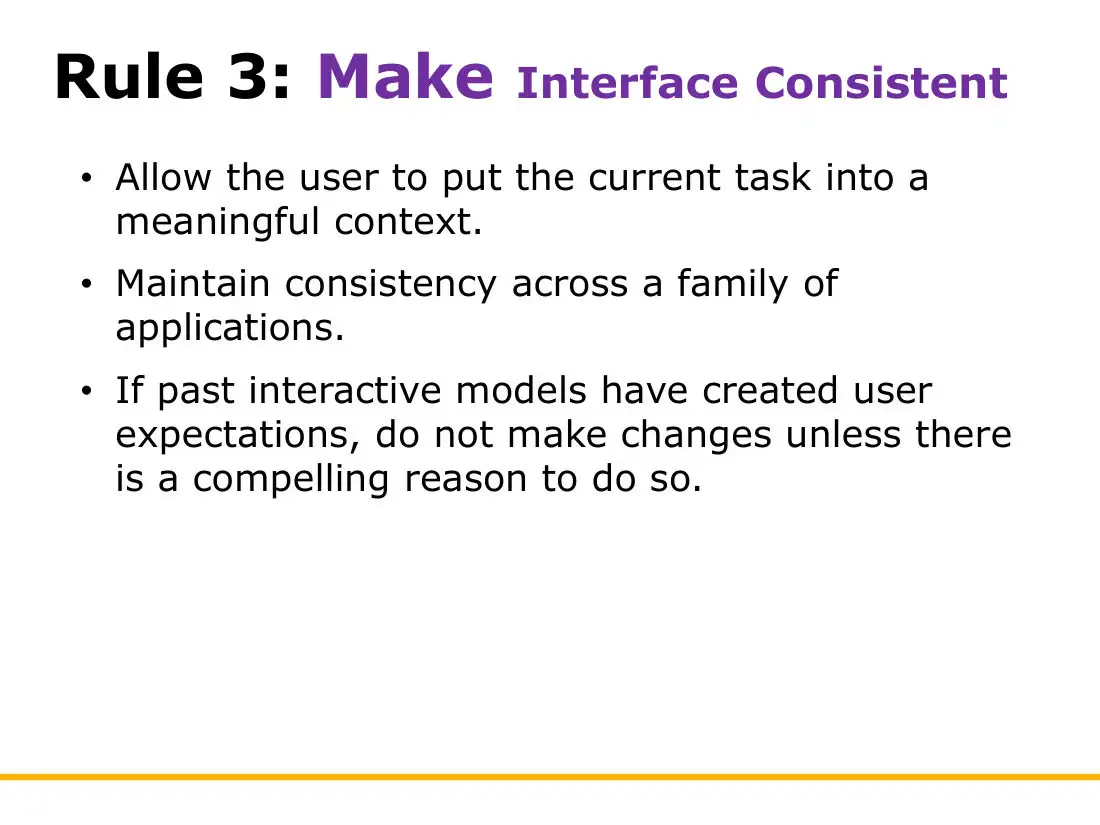 Rule 3: Make Interface Consistent
• Allow the user to put the current task into a
meaningful context.
• Maintain consistency across a family of
applications.
• If past interactive models have created user
expectations, do not make changes unless there
is a compelling reason to do so.